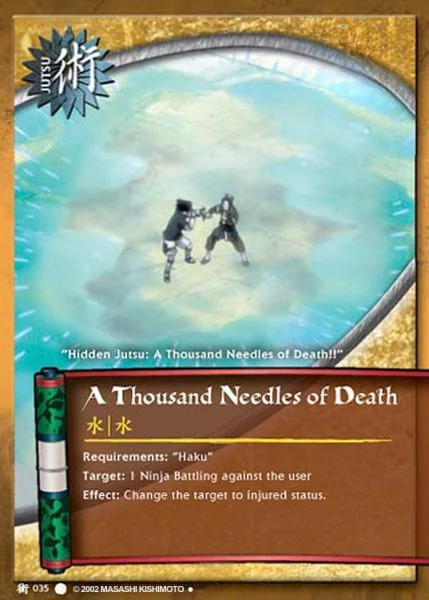 JUTSU 術
"Hidden Jutsu: A Thousand Needles of Death!!"
A Thousand Needles of Death
水|水
Requirements: "Haku"
Target: 1 Ninja Battling against the user
Effect: Change the target to injured status.
術 035 © 2002 MASASHI KISHIMOTO